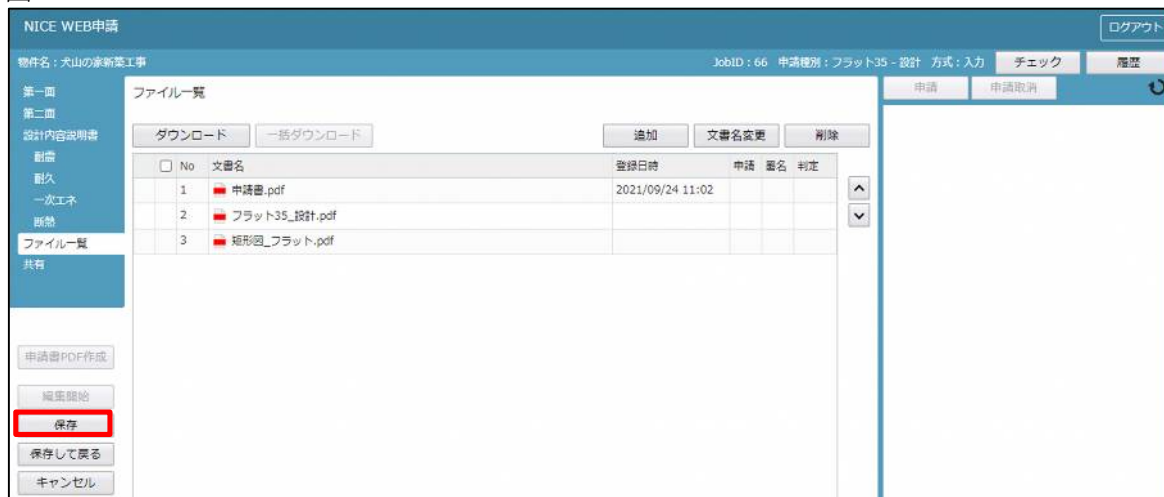 NICE WEB申請
ログアウト
物件名：犬山の家新築工事
JobID：66 申請種別：フラット35 - 設計 方式：入力 チェック 履歴
第一面
第二面
設計内容説明書
耐震
耐久
一次エネ
断熱
ファイル一覧
共有
申請書PDF作成
編集開始
保存
保存して戻る
キャンセル
ファイル一覧
ダウンロード 一括ダウンロード 追加 文書名変更 削除
No 文書名 登録日時 申請 署名 判定
1 申請書.pdf 2021/09/24 11:02
2 フラット35_設計.pdf
3 矩形図_フラット.pdf
申請 申請取消